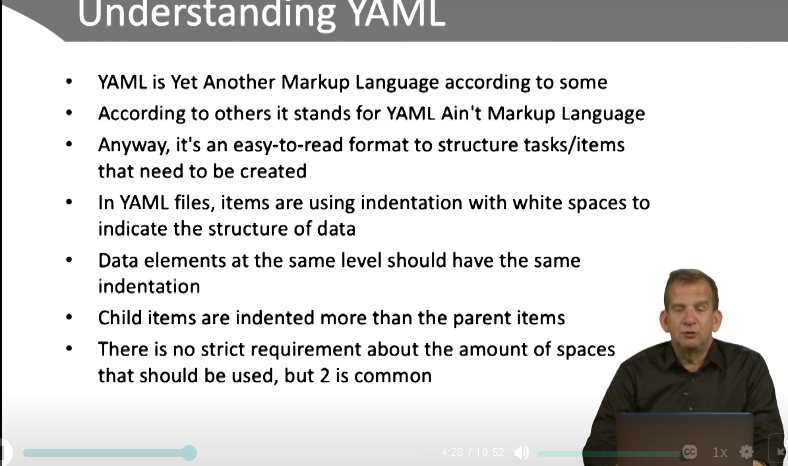 Understanding YAML
• YAML is Yet Another Markup Language according to some
• According to others it stands for YAML Ain't Markup Language
• Anyway, it's an easy-to-read format to structure tasks/items
that need to be created
• In YAML files, items are using indentation with white spaces to
indicate the structure of data
• Data elements at the same level should have the same
indentation
• Child items are indented more than the parent items
• There is no strict requirement about the amount of spaces
that should be used, but 2 is common
4:28 / 10:52
CC
1x